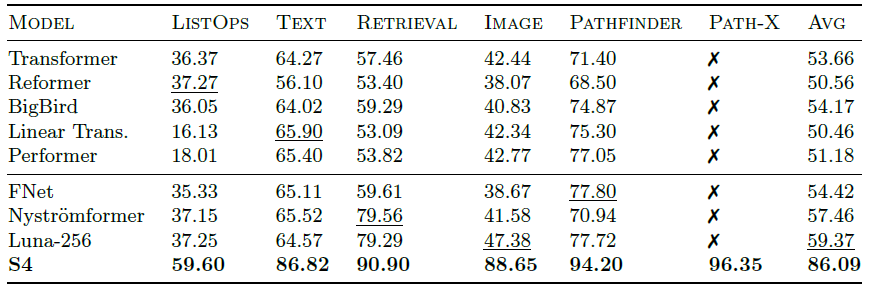 MODEL LISTOPS TEXT RETRIEVAL IMAGE PATHFINDER PATH-X AVG
Transformer 36.37 64.27 57.46 42.44 71.40 ✗ 53.66
Reformer 37.27 56.10 53.40 38.07 68.50 ✗ 50.56
BigBird 36.05 64.02 59.29 40.83 74.87 ✗ 54.17
Linear Trans. 16.13 65.90 53.09 42.34 75.30 ✗ 50.46
Performer 18.01 65.40 53.82 42.77 77.05 ✗ 51.18
FNet 35.33 65.11 59.61 38.67 77.80 ✗ 54.42
Nyströmformer 37.15 65.52 79.56 41.58 70.94 ✗ 57.46
Luna-256 37.25 64.57 79.29 47.38 77.72 ✗ 59.37
S4 59.60 86.82 90.90 88.65 94.20 96.35 86.09